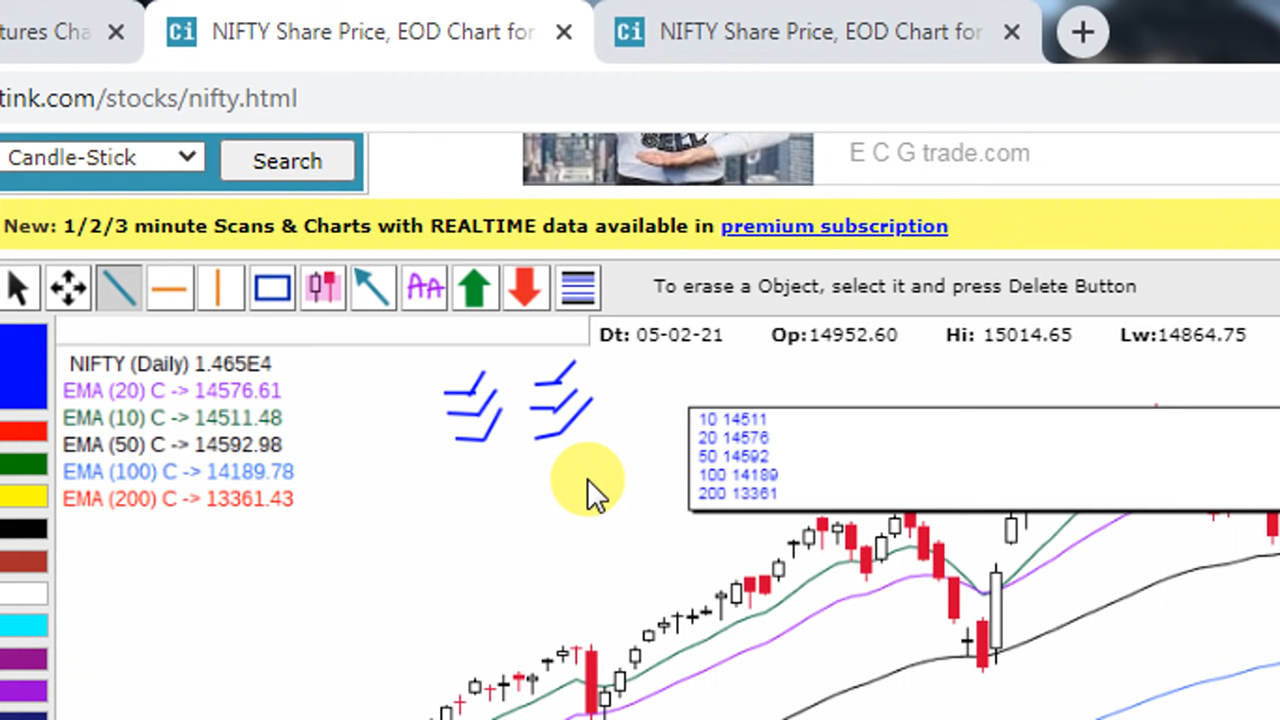 tures Cha
Ci NIFTY Share Price, EOD Chart for
Ci NIFTY Share Price, EOD Chart for
tink.com/stocks/nifty.html
Candle-Stick
Search
SELL
E C G trade.com
New: 1/2/3 minute Scans & Charts with REALTIME data available in premium subscription
AA
To erase a Object, select it and press Delete Button
Dt: 05-02-21 Op:14952.60 Hi: 15014.65 Lw:14864.75
NIFTY (Daily) 1.465E4
EMA (20) C -> 14576.61
EMA (10) C -> 14511.48
EMA (50) C -> 14592.98
EMA (100) C -> 14189.78
EMA (200) C -> 13361.43
10 14511
20 14576
50 14592
100 14189
200 13361